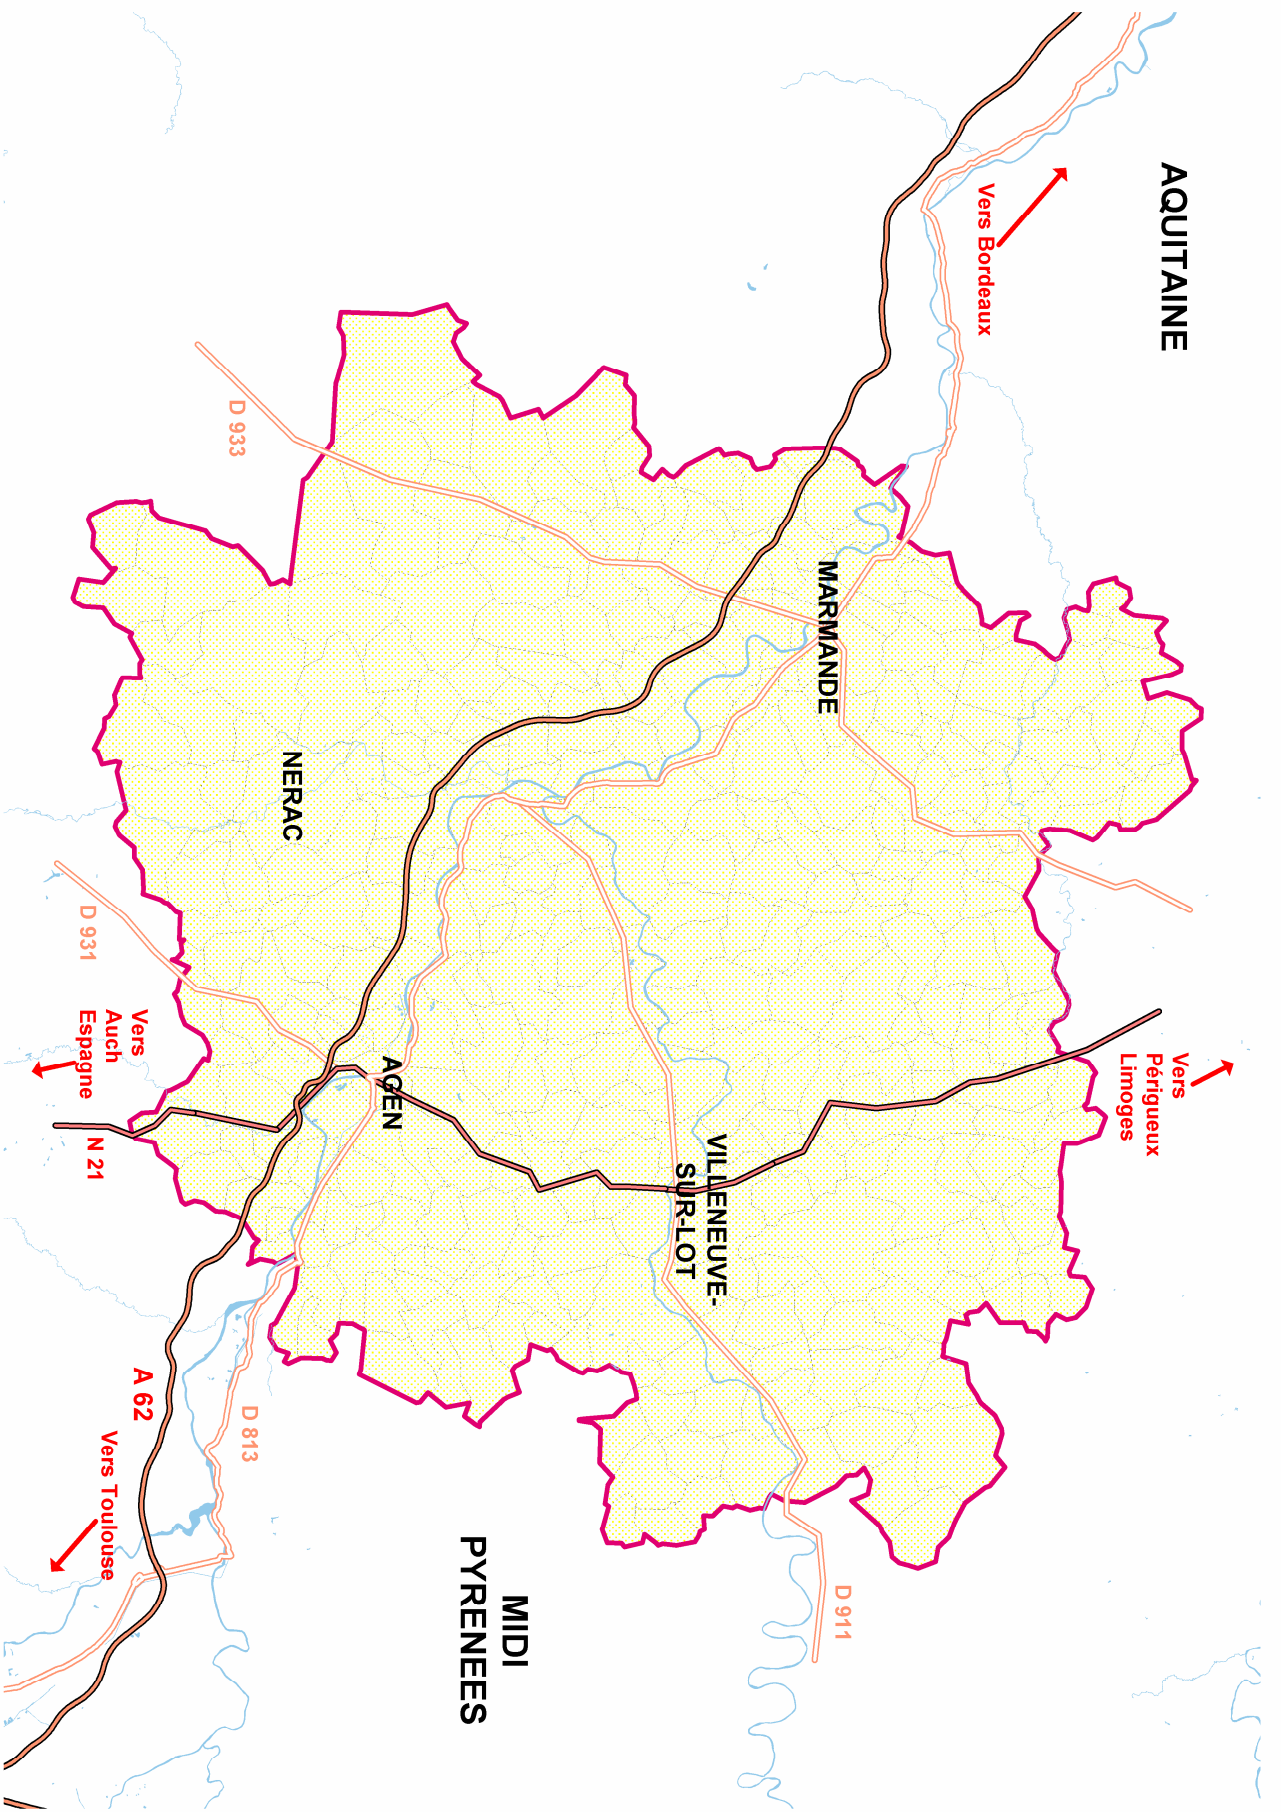 AQUITAINE
Vers
Périgueux
Limoges
Vers Bordeaux
D 911
MARMANDE
VILLENEUVE-
SUR-LOT
MIDI
PYRENEES
AGEN
NERAC
D 933
D 813
A 62
Vers
Auch
Espagne
Vers Toulouse
N 21
D 931